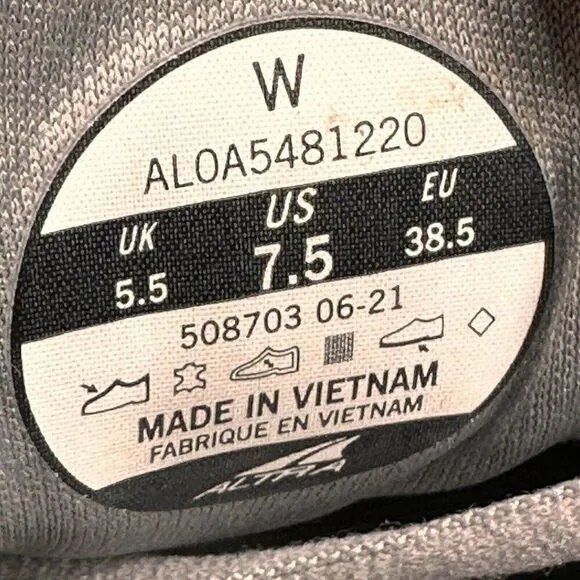 W
AL0A5481220
UK US EU
5.5 7.5 38.5
508703 06-21
MADE IN VIETNAM
FABRIQUE EN VIETNAM
ALTRA